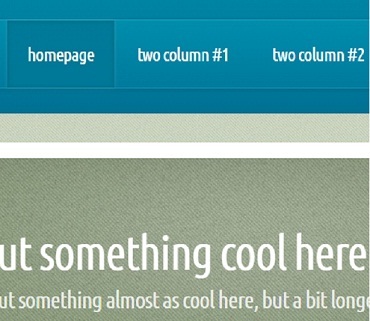 homepage two column #1 two column #2
ut something cool here
ut something almost as cool here, but a bit longe